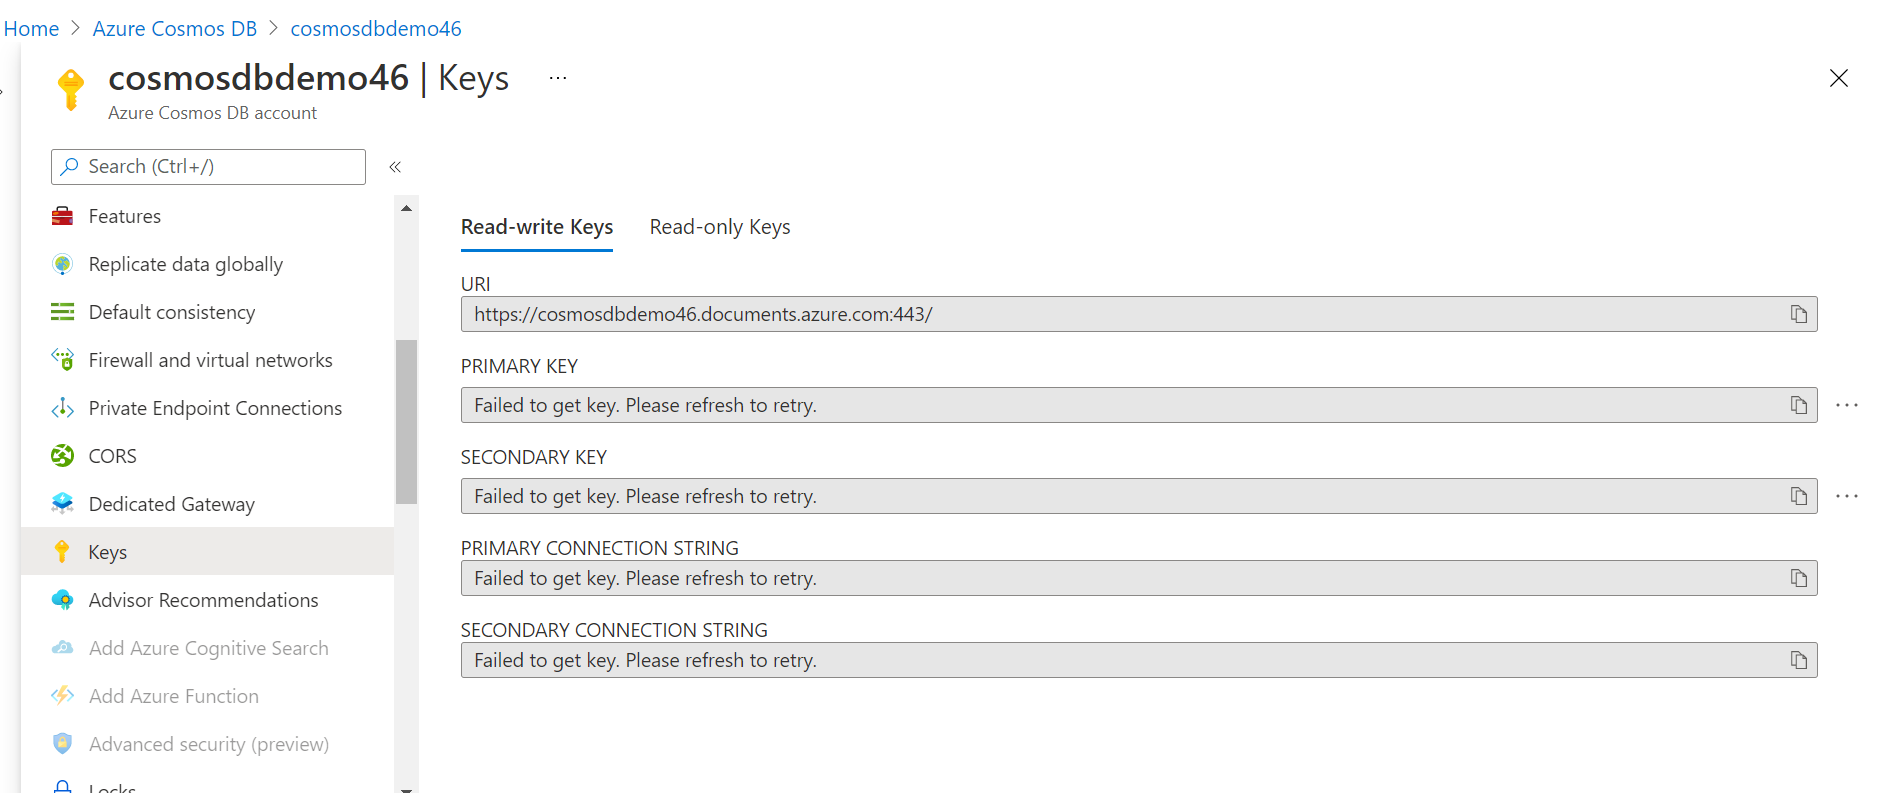 Home > Azure Cosmos DB > cosmosdbdemo46
cosmosdbdemo46 | Keys ...
Azure Cosmos DB account
Search (Ctrl+/) «
Features
Replicate data globally
Default consistency
Firewall and virtual networks
Private Endpoint Connections
CORS
Dedicated Gateway
Keys
Advisor Recommendations
Add Azure Cognitive Search
Add Azure Function
Advanced security (preview)
Locks
Read-write Keys Read-only Keys
URI
https://cosmosdbdemo46.documents.azure.com:443/
PRIMARY KEY
Failed to get key. Please refresh to retry.
SECONDARY KEY
Failed to get key. Please refresh to retry.
PRIMARY CONNECTION STRING
Failed to get key. Please refresh to retry.
SECONDARY CONNECTION STRING
Failed to get key. Please refresh to retry.